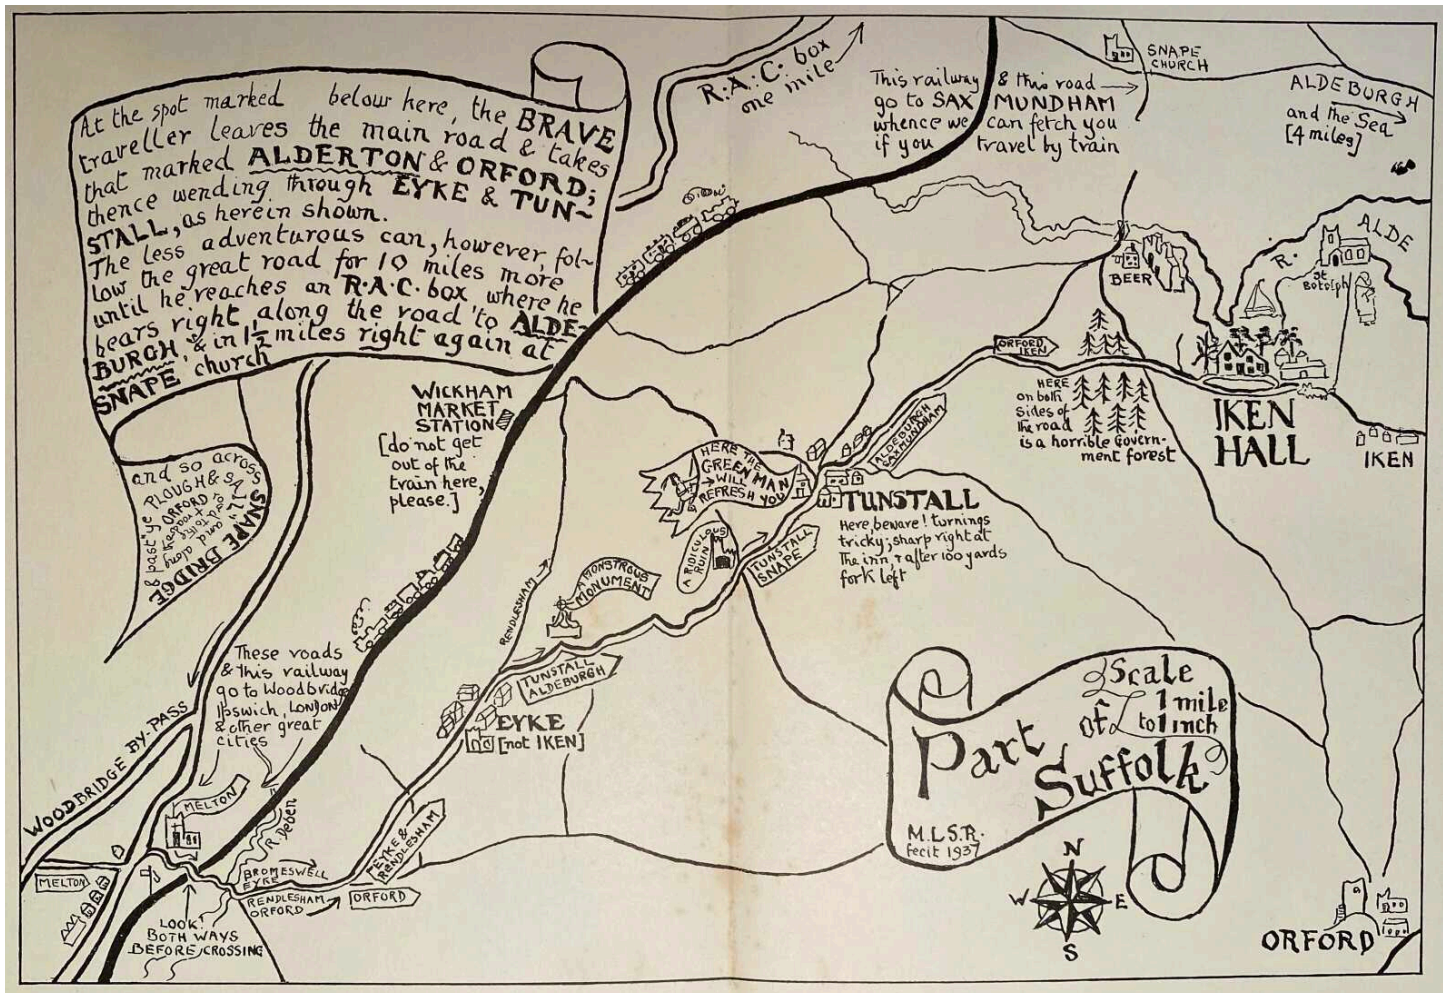 At the spot marked below here, the BRAVE
traveller leaves the main road & takes
that marked ALDERTON & ORFORD;
thence wending through EYKE & TUN~
STALL, as herein shown.
The less adventurous can, however, fol~
low the great road for 10 miles more
until he reaches an R·A·C· box, where he
bears right along the road to ALDE-
BURGH, & in 1½ miles right again at
SNAPE church
and so across
SNAPE BRIDGE
& past "ye PLOUGH & SAIL", and along
road to
ORFORD
R·A·C· box
one mile
This railway & this road
go to SAXMUNDHAM
whence we can fetch you
if you travel by train
SNAPE
CHURCH
ALDEBURGH
and the Sea
[4 miles]
R. ALDE
St
Botolph
BEER
ORFORD
IKEN
HERE
on both
sides of
the road
is a horrible Govern-
ment forest
IKEN
HALL
IKEN
WICKHAM
MARKET
STATION
[do not get
out of the
train here,
please.]
HERE THE
GREEN MAN
WILL
REFRESH YOU
ALDEBURGH
SAXMUNDHAM
TUNSTALL
Here, beware! turnings
tricky; sharp right at
the inn, & after 100 yards
fork left
A RIDICULOUS
RUIN
TUNSTALL
SNAPE
A MONSTROUS
MONUMENT
RENDLESHAM
TUNSTALL
ALDEBURGH
EYKE
[not IKEN]
These roads
& this railway
go to Woodbridge
Ipswich, LONDON
& other great
cities
WOODBRIDGE BY-PASS
MELTON
R. Deben
EYKE &
RENDLESHAM
MELTON
BROMESWELL
EYKE
RENDLESHAM
ORFORD
ORFORD
LOOK!
BOTH WAYS
BEFORE CROSSING
Part Suffolk
Scale
of 1 mile
to 1 inch
M.L.S.R.
fecit 1937
N
W
E
S
ORFORD